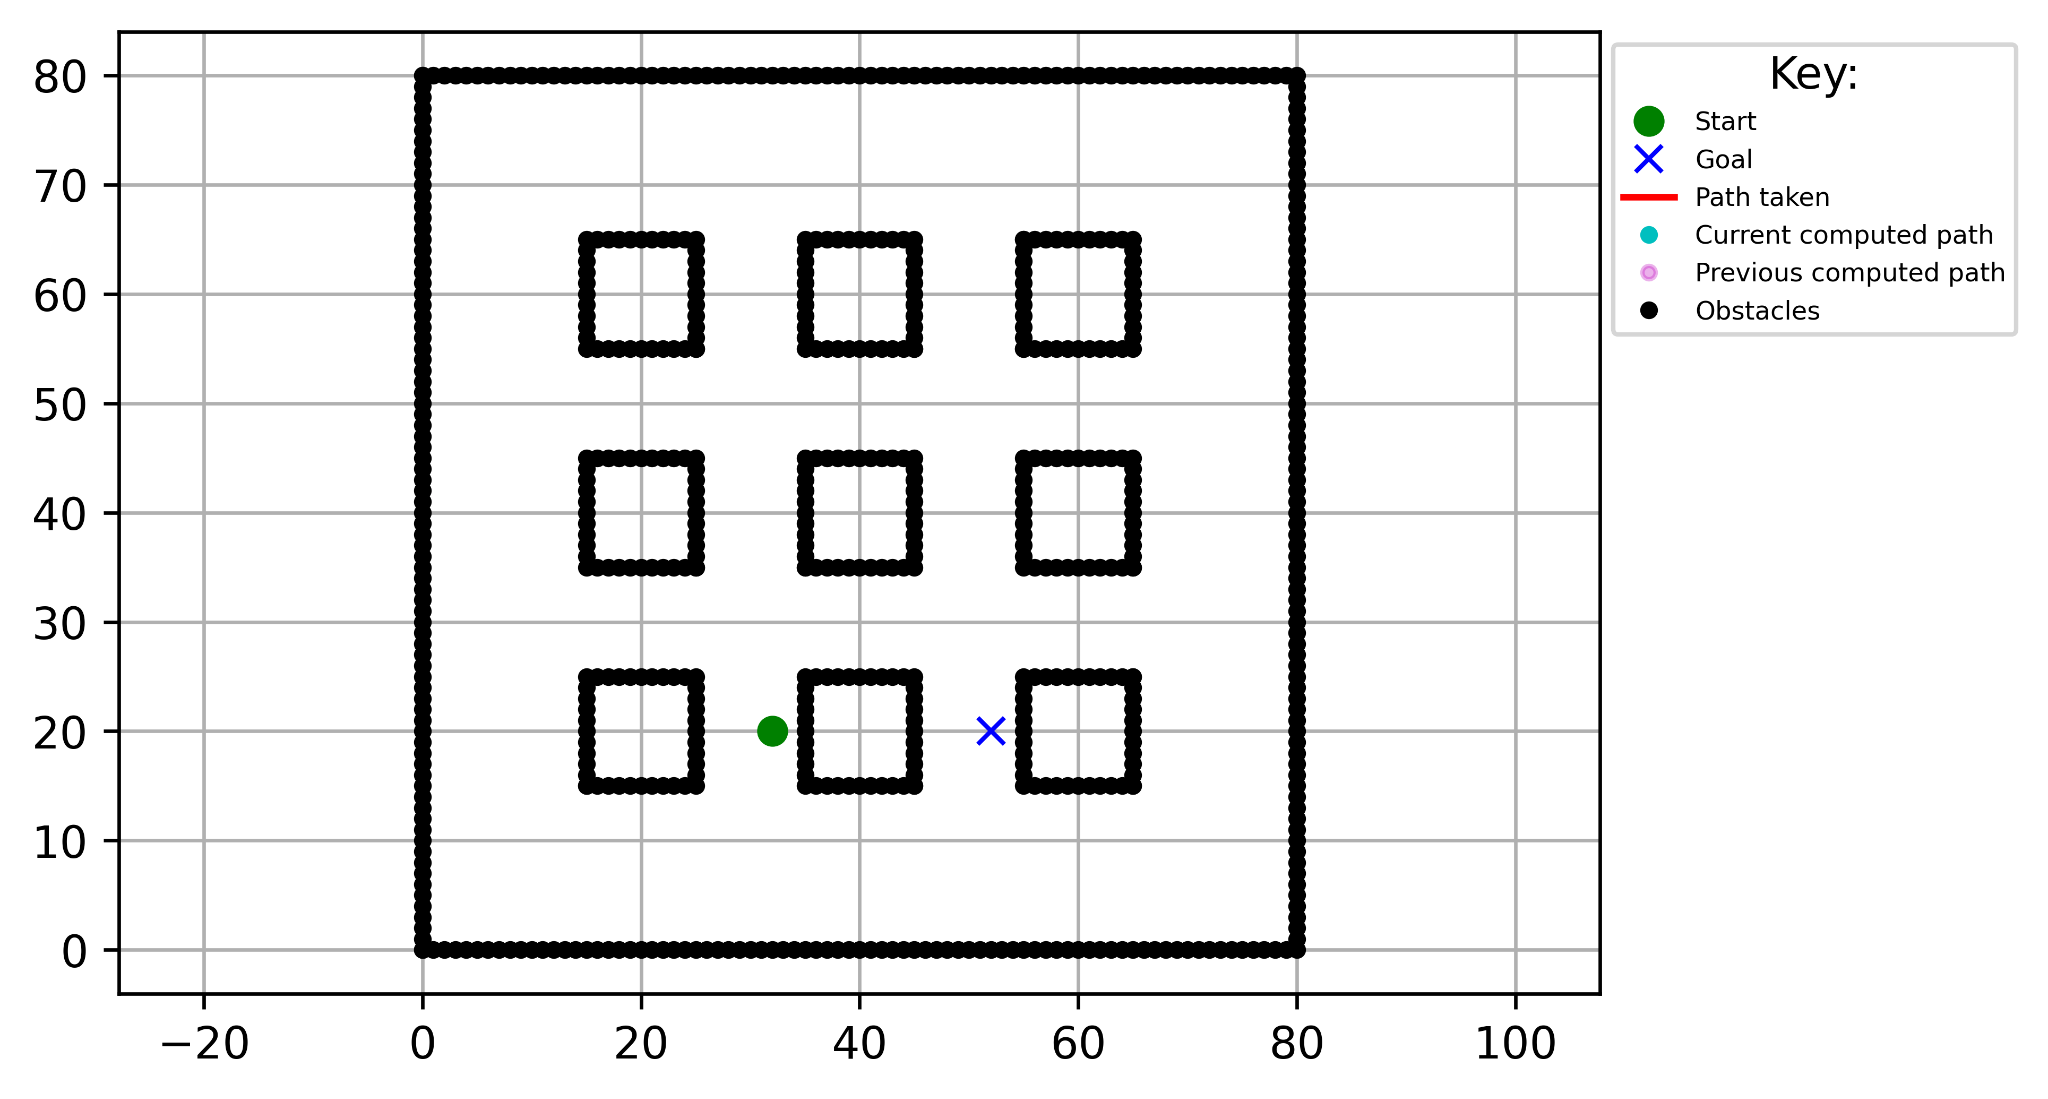 80
70
60
50
40
30
20
10
0
−20 0 20 40 60 80 100
Key:
Start
Goal
Path taken
Current computed path
Previous computed path
Obstacles